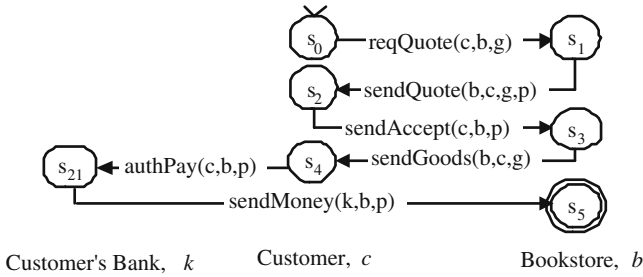 s0 reqQuote(c,b,g) s1
s2 sendQuote(b,c,g,p)
sendAccept(c,b,p) s3
s21 authPay(c,b,p) s4 sendGoods(b,c,g)
sendMoney(k,b,p) s5
Customer's Bank, k Customer, c Bookstore, b